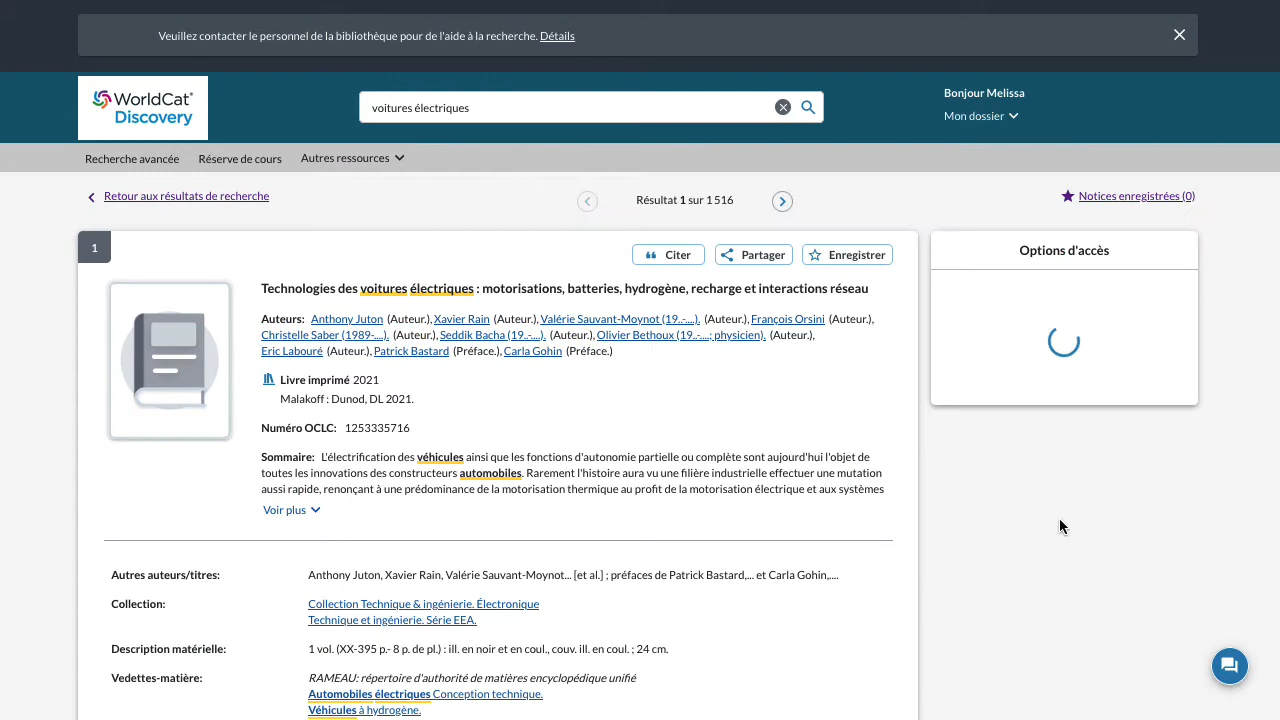 Veuillez contacter le personnel de la bibliothèque pour de l'aide à la recherche. Détails
WorldCat®
Discovery
voitures électriques
Bonjour Melissa
Mon dossier
Recherche avancée
Réserve de cours
Autres ressources
Retour aux résultats de recherche
Résultat 1 sur 1 516
Notices enregistrées (0)
1
Citer
Partager
Enregistrer
Technologies des voitures électriques : motorisations, batteries, hydrogène, recharge et interactions réseau
Auteurs: Anthony Juton (Auteur.), Xavier Rain (Auteur.), Valérie Sauvant-Moynot (19..-....). (Auteur.), François Orsini (Auteur.),
Christelle Saber (1989-....). (Auteur.), Seddik Bacha (19..-....). (Auteur.), Olivier Bethoux (19..-....; physicien). (Auteur.),
Eric Labouré (Auteur.), Patrick Bastard (Préface.), Carla Gohin (Préface.)
Livre imprimé 2021
Malakoff : Dunod, DL 2021.
Numéro OCLC: 1253335716
Sommaire: L'électrification des véhicules ainsi que les fonctions d'autonomie partielle ou complète sont aujourd'hui l'objet de
toutes les innovations des constructeurs automobiles. Rarement l'histoire aura vu une filière industrielle effectuer une mutation
aussi rapide, renonçant à une prédominance de la motorisation thermique au profit de la motorisation électrique et aux systèmes
Voir plus
Autres auteurs/titres: Anthony Juton, Xavier Rain, Valérie Sauvant-Moynot... [et al.] ; préfaces de Patrick Bastard,... et Carla Gohin,....
Collection: Collection Technique & ingénierie. Électronique
Technique et ingénierie. Série EEA.
Description matérielle: 1 vol. (XX-395 p.- 8 p. de pl.) : ill. en noir et en coul., couv. ill. en coul. ; 24 cm.
Vedettes-matière: RAMEAU: répertoire d'authorité de matières encyclopédique unifié
Automobiles électriques Conception technique.
Véhicules à hydrogène.
Options d'accès